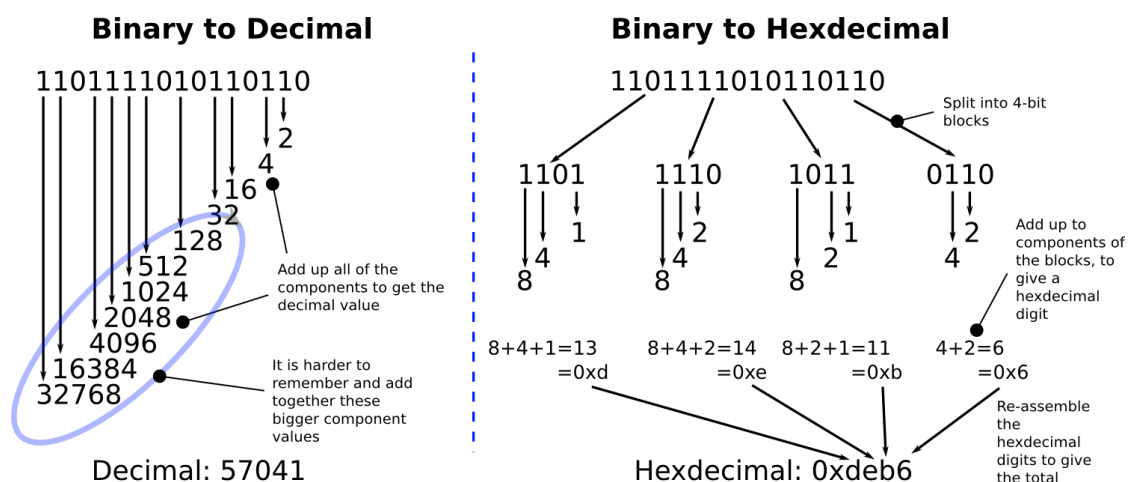 Binary to Decimal
1101111010110110
2
4
16
32
128
512
1024
2048
4096
16384
32768
Add up all of the
components to get the
decimal value
It is harder to
remember and add
together these
bigger component
values
Decimal: 57041
Binary to Hexdecimal
1101111010110110
Split into 4-bit
blocks
1101
1110
1011
0110
1
4
8
2
4
8
1
2
8
2
4
Add up to
components of
the blocks, to
give a
hexdecimal
digit
8+4+1=13
=0xd
8+4+2=14
=0xe
8+2+1=11
=0xb
4+2=6
=0x6
Re-assemble
the
hexdecimal
digits to give
the total
Hexdecimal: 0xdeb6